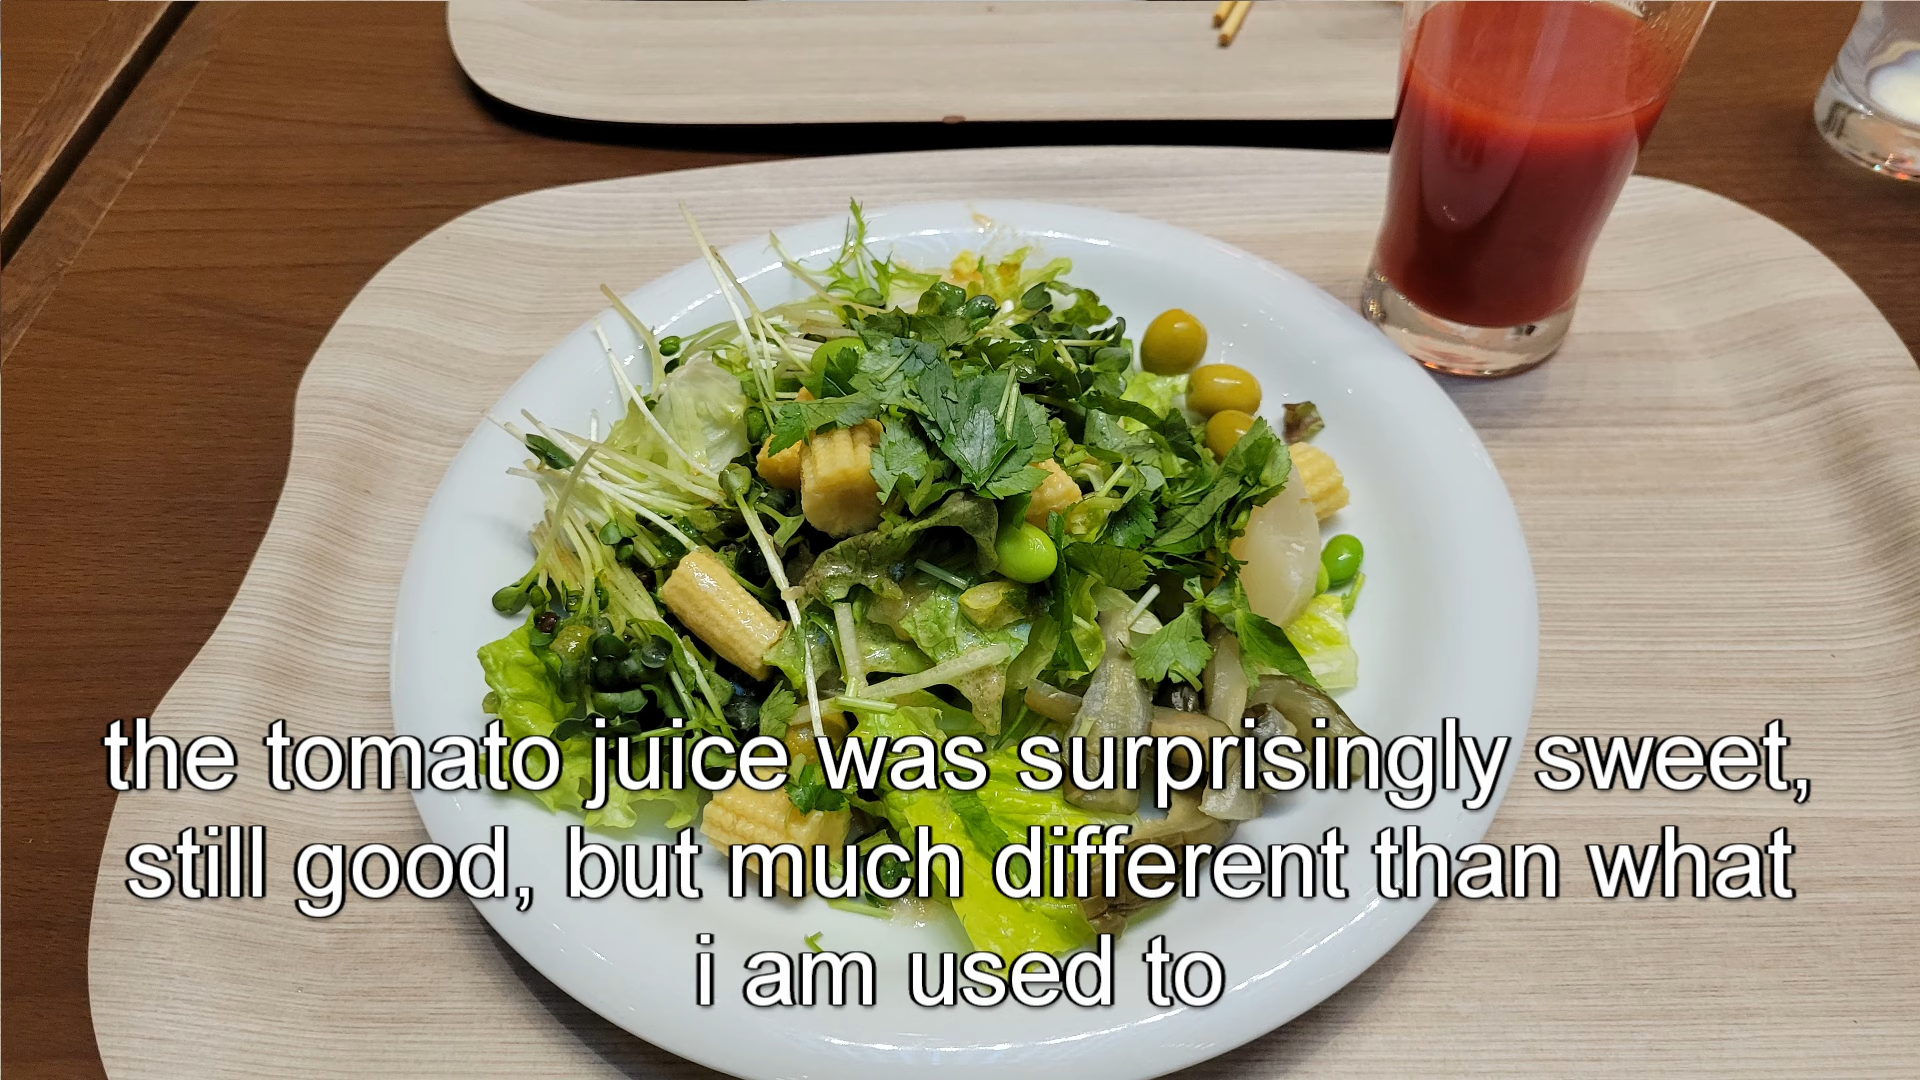 the tomato juice was surprisingly sweet,
still good, but much different than what
i am used to